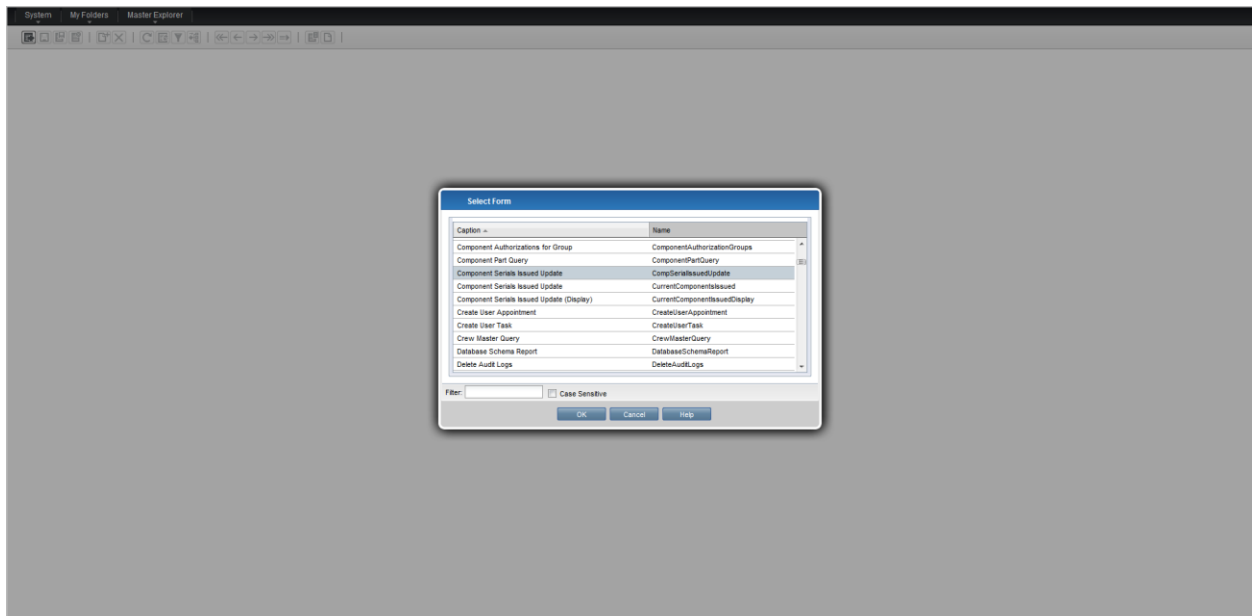 System My Folders Master Explorer
Select Form
Caption Name
Component Authorizations for Group ComponentAuthorizationGroups
Component Part Query ComponentPartQuery
Component Serials Issued Update CompSerialIssuedUpdate
Component Serials Issued Update CurrentComponentsIssued
Component Serials Issued Update (Display) CurrentComponentIssuedDisplay
Create User Appointment CreateUserAppointment
Create User Task CreateUserTask
Crew Master Query CrewMasterQuery
Database Schema Report DatabaseSchemaReport
Delete Audit Logs DeleteAuditLogs
Filter: Case Sensitive
OK Cancel Help